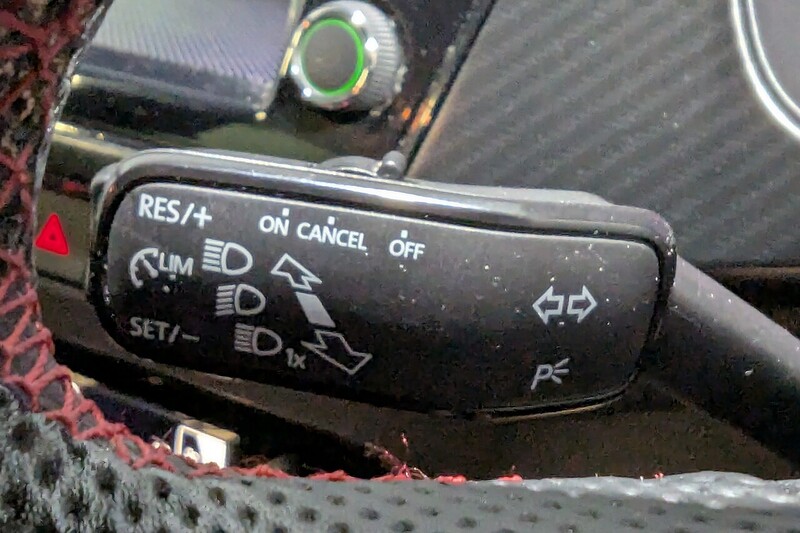 RES/+
ON CANCEL OFF
LIM
SET/–
1x
P